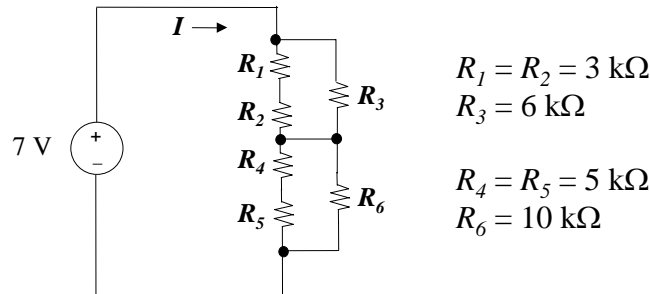 I
R1
R2
R3
7 V
+
–
R4
R5
R6
R1 = R2 = 3 kΩ
R3 = 6 kΩ
R4 = R5 = 5 kΩ
R6 = 10 kΩ